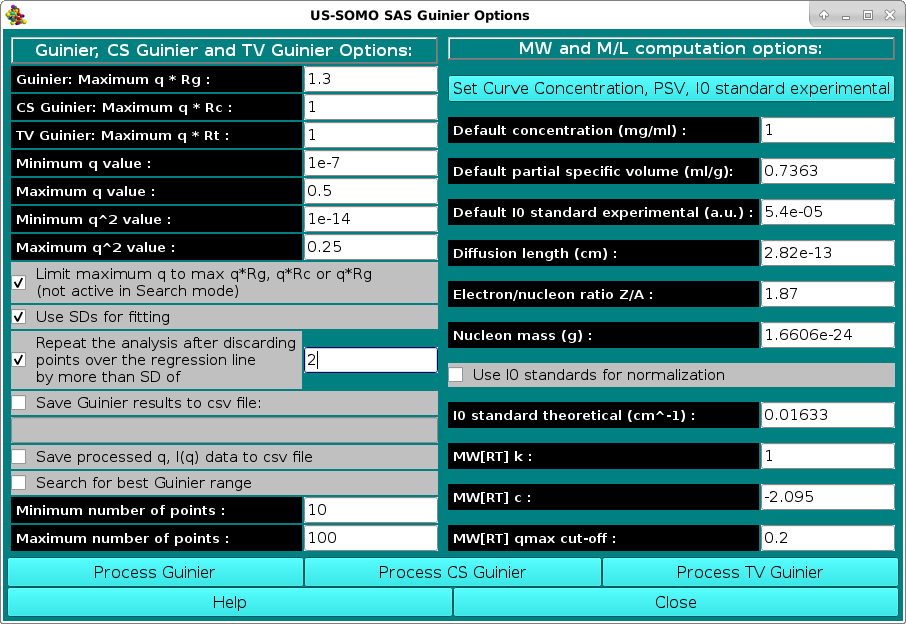 US-SOMO SAS Guinier Options
Guinier, CS Guinier and TV Guinier Options:
Guinier: Maximum q * Rg : 1.3
CS Guinier: Maximum q * Rc : 1
TV Guinier: Maximum q * Rt : 1
Minimum q value : 1e-7
Maximum q value : 0.5
Minimum q^2 value : 1e-14
Maximum q^2 value : 0.25
Limit maximum q to max q*Rg, q*Rc or q*Rg
(not active in Search mode)
Use SDs for fitting
Repeat the analysis after discarding
points over the regression line
by more than SD of
2
Save Guinier results to csv file:
Save processed q, I(q) data to csv file
Search for best Guinier range
Minimum number of points : 10
Maximum number of points : 100
MW and M/L computation options:
Set Curve Concentration, PSV, I0 standard experimental
Default concentration (mg/ml) : 1
Default partial specific volume (ml/g): 0.7363
Default I0 standard experimental (a.u.) : 5.4e-05
Diffusion length (cm) : 2.82e-13
Electron/nucleon ratio Z/A : 1.87
Nucleon mass (g) : 1.6606e-24
Use I0 standards for normalization
I0 standard theoretical (cm^-1) : 0.01633
MW[RT] k : 1
MW[RT] c : -2.095
MW[RT] qmax cut-off : 0.2
Process Guinier
Process CS Guinier
Process TV Guinier
Help
Close